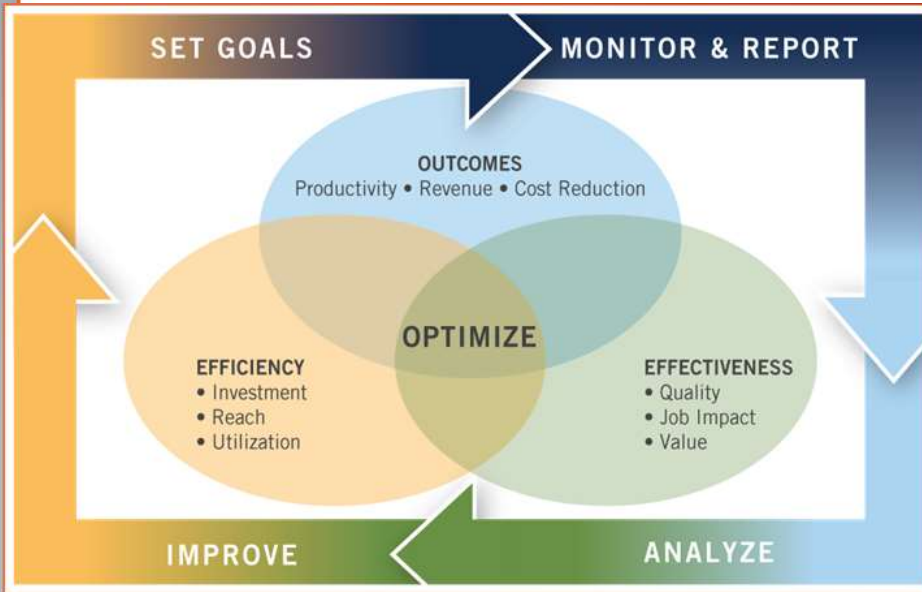 SET GOALS
MONITOR & REPORT
OUTCOMES
Productivity • Revenue • Cost Reduction
OPTIMIZE
EFFICIENCY
• Investment
• Reach
• Utilization
EFFECTIVENESS
• Quality
• Job Impact
• Value
IMPROVE
ANALYZE